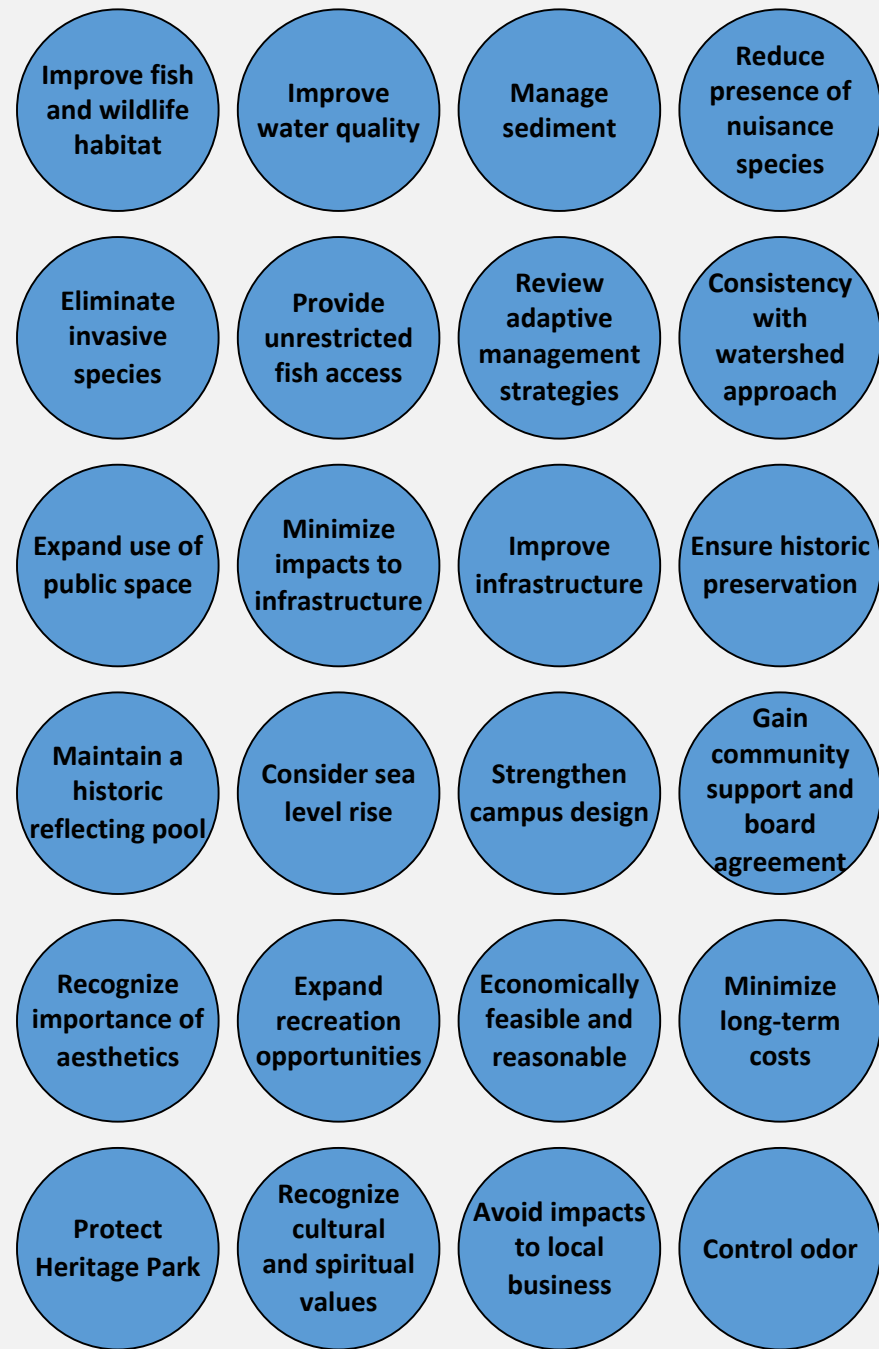 Improve fish
and wildlife
habitat
Improve
water quality
Manage
sediment
Reduce
presence of
nuisance
species
Eliminate
invasive
species
Provide
unrestricted
fish access
Review
adaptive
management
strategies
Consistency
with
watershed
approach
Expand use of
public space
Minimize
impacts to
infrastructure
Improve
infrastructure
Ensure historic
preservation
Maintain a
historic
reflecting pool
Consider sea
level rise
Strengthen
campus design
Gain
community
support and
board
agreement
Recognize
importance of
aesthetics
Expand
recreation
opportunities
Economically
feasible and
reasonable
Minimize
long-term
costs
Protect
Heritage Park
Recognize
cultural
and spiritual
values
Avoid impacts
to local
business
Control odor